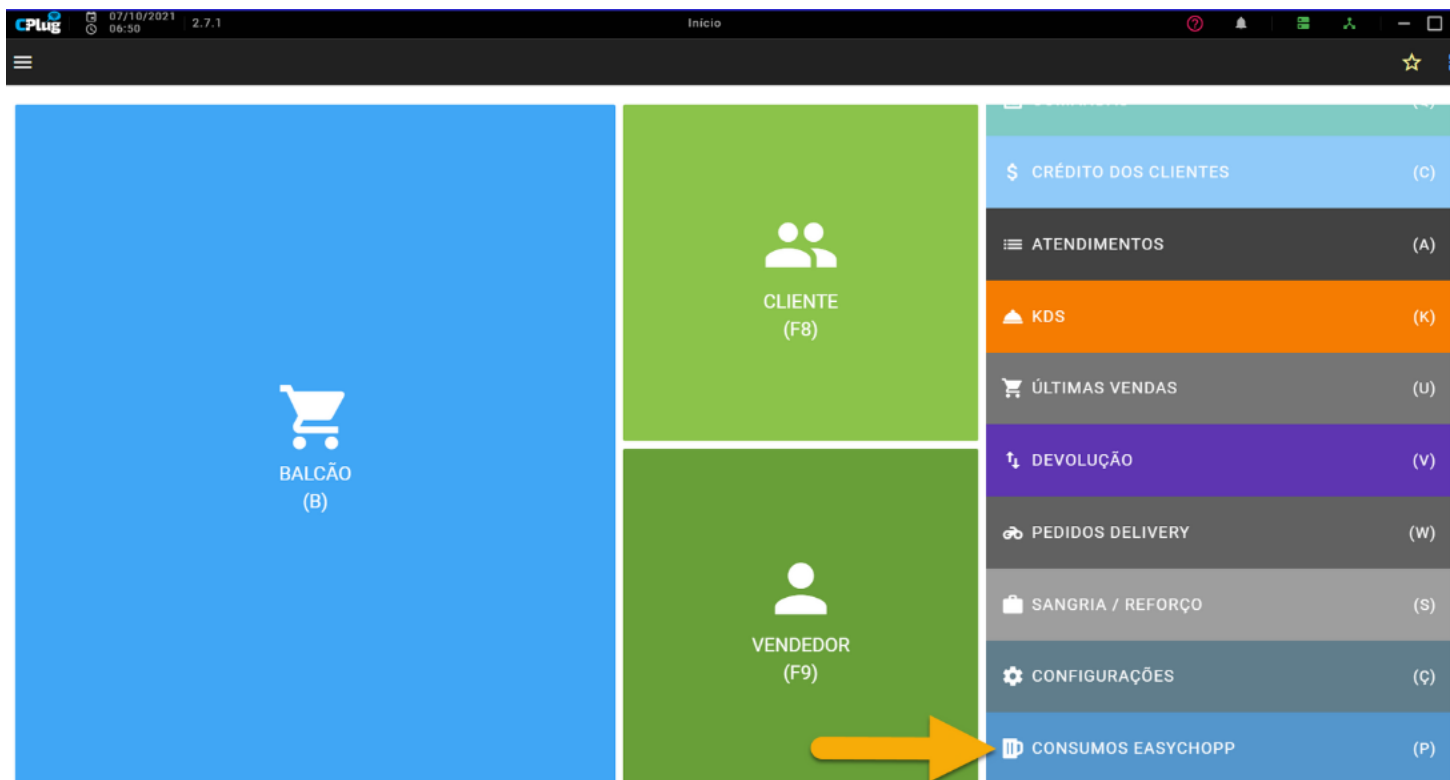 CPlug
07/10/2021
06:50
2.7.1
Início
BALCÃO
(B)
CLIENTE
(F8)
VENDEDOR
(F9)
$ CRÉDITO DOS CLIENTES (C)
ATENDIMENTOS (A)
KDS (K)
ÚLTIMAS VENDAS (U)
DEVOLUÇÃO (V)
PEDIDOS DELIVERY (W)
SANGRIA / REFORÇO (S)
CONFIGURAÇÕES (Ç)
CONSUMOS EASYCHOPP (P)